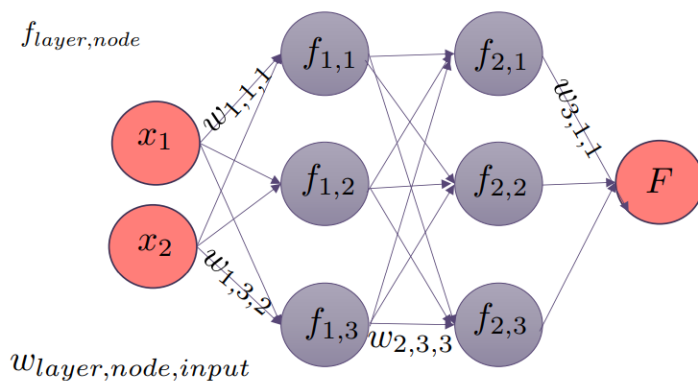 f_{layer,node}
f_{1,1}
f_{2,1}
w_{1,1,1}
w_{3,1,1}
x_1
f_{1,2}
f_{2,2}
F
x_2
w_{1,3,2}
f_{1,3}
w_{2,3,3}
f_{2,3}
w_{layer,node,input}